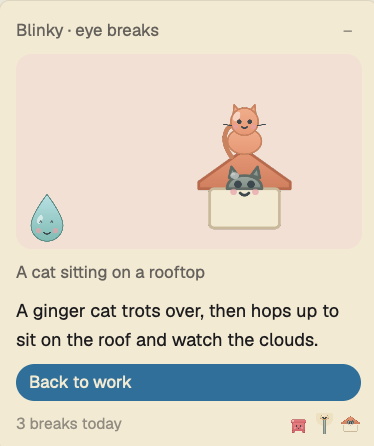 Blinky · eye breaks
A cat sitting on a rooftop
A ginger cat trots over, then hops up to
sit on the roof and watch the clouds.
Back to work
3 breaks today